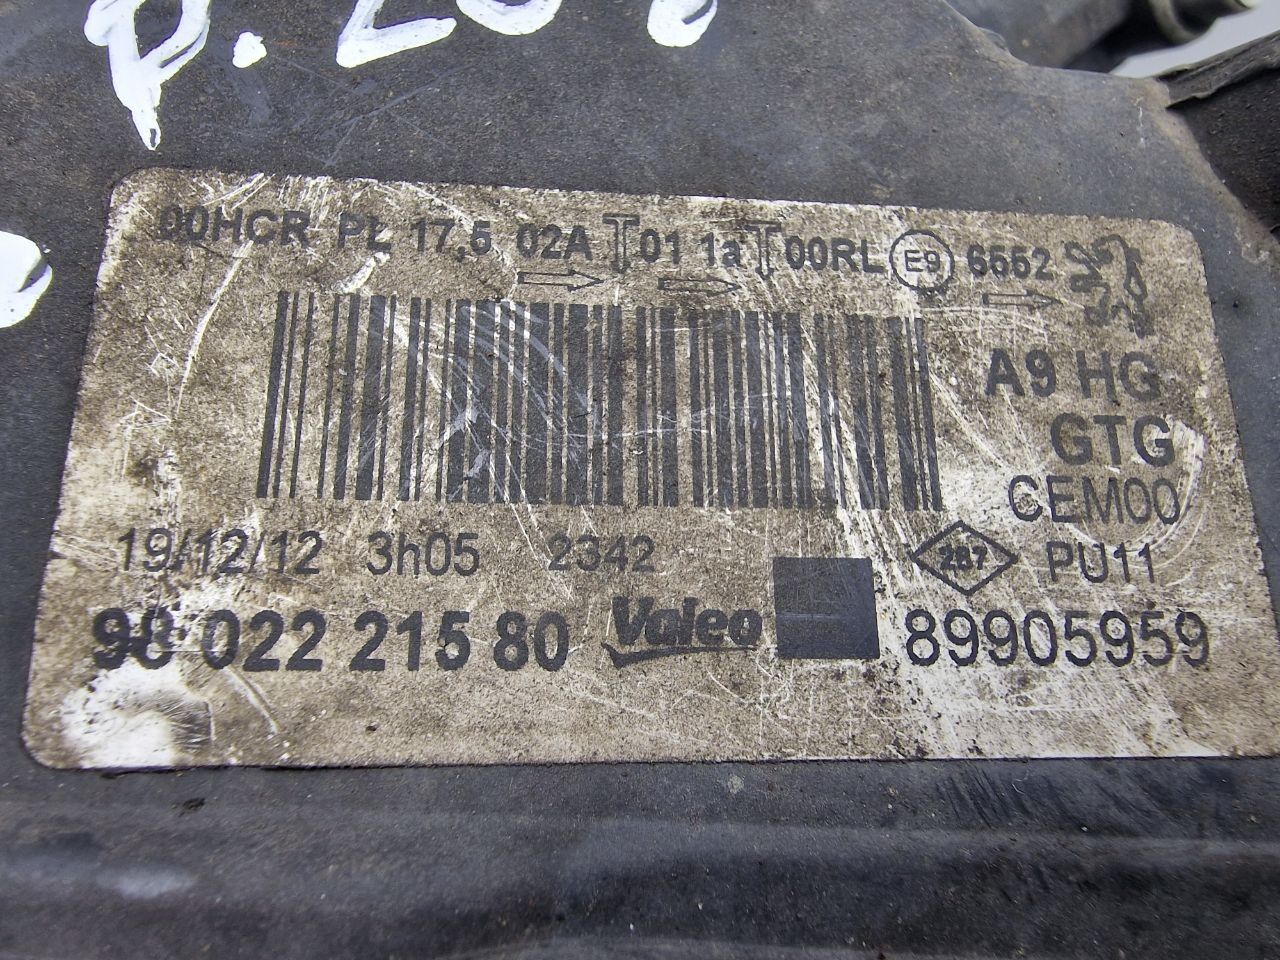 P. 207
00HCR PL 17,5 02A 01 1a 00RL E9 6552
A9 HG
GTG
CEM00
19/12/12 3h05 2342 287 PU11
98 022 215 80 Valeo 89905959